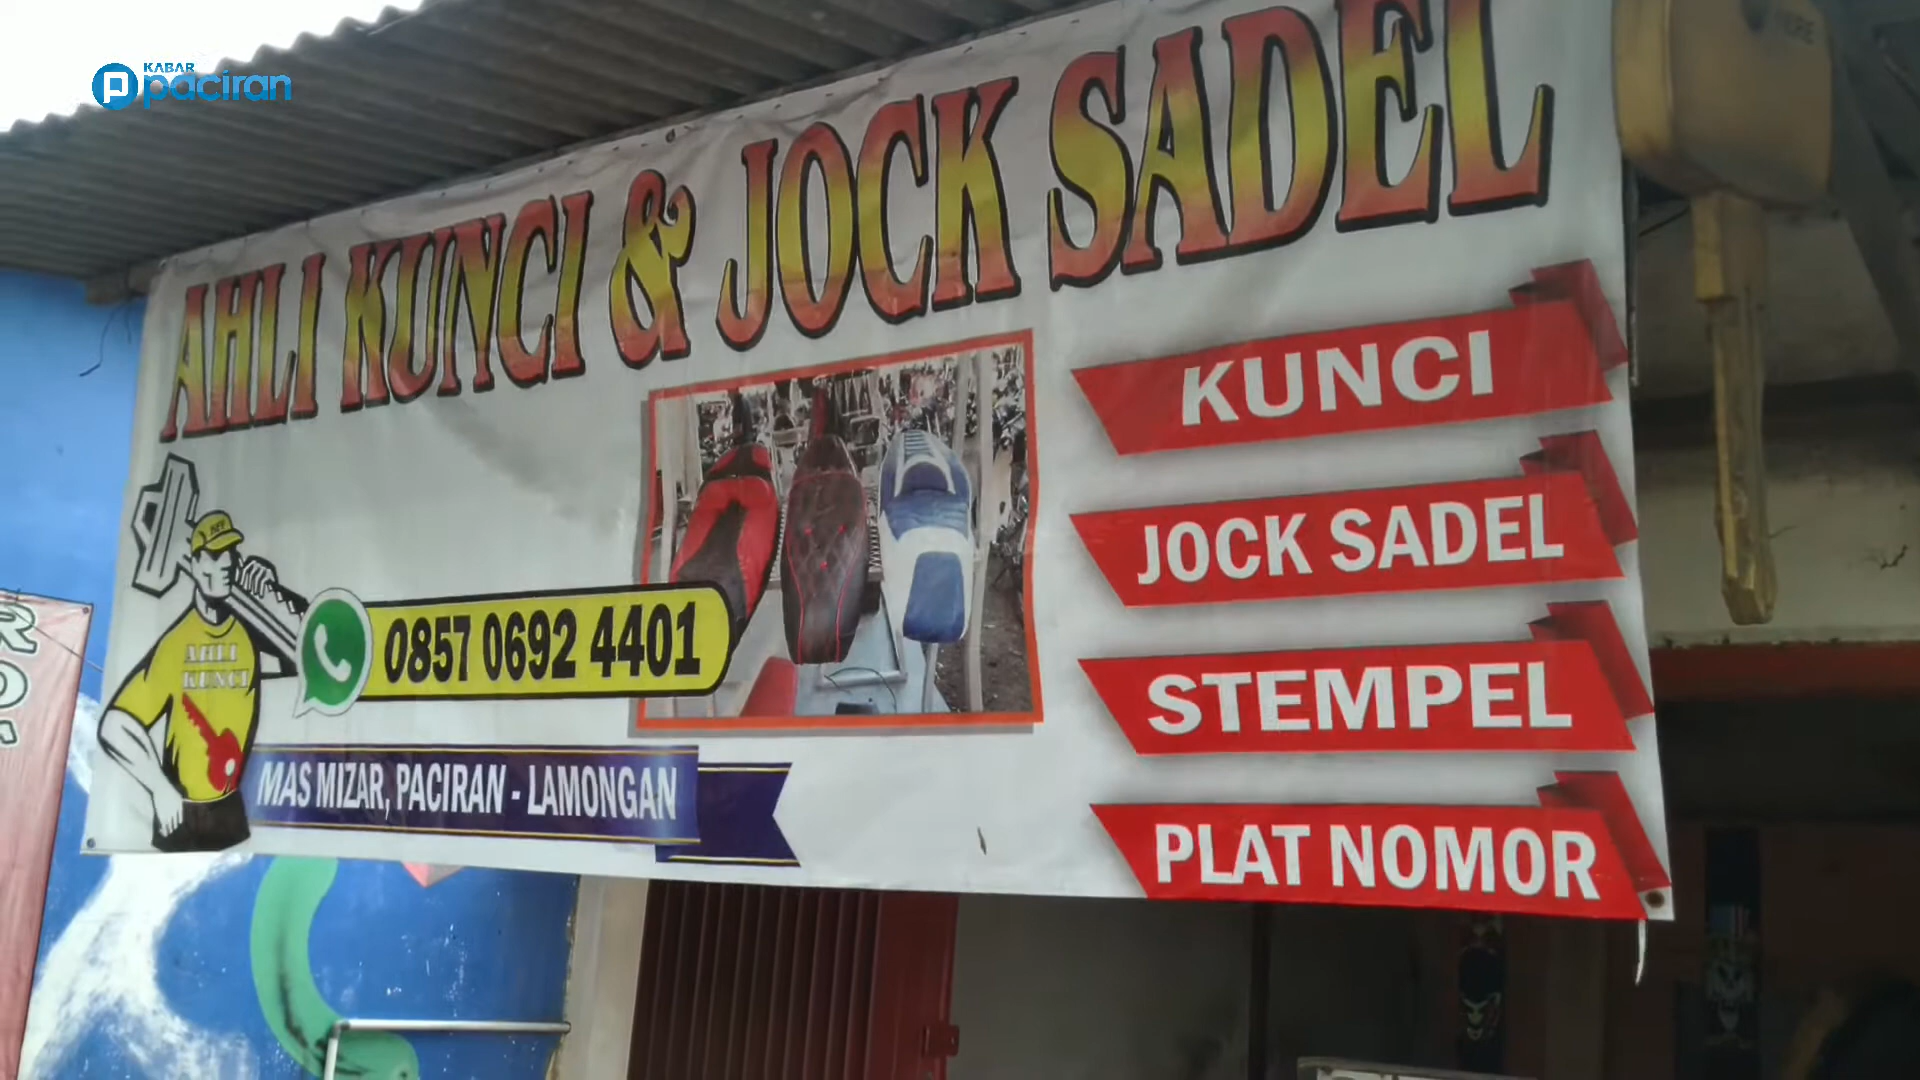 KABAR
paciran
AHLI KUNCI & JOCK SADEL
KUNCI
JOCK SADEL
STEMPEL
PLAT NOMOR
KEY
AHLI
KUNCI
0857 0692 4401
MAS MIZAR, PACIRAN - LAMONGAN